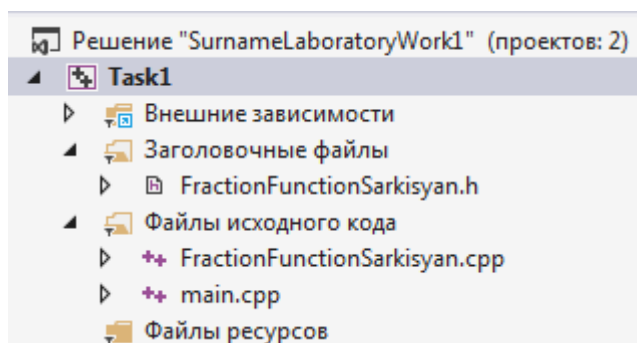 Решение "SurnameLaboratoryWork1" (проектов: 2)
Task1
Внешние зависимости
Заголовочные файлы
FractionFunctionSarkisyan.h
Файлы исходного кода
FractionFunctionSarkisyan.cpp
main.cpp
Файлы ресурсов